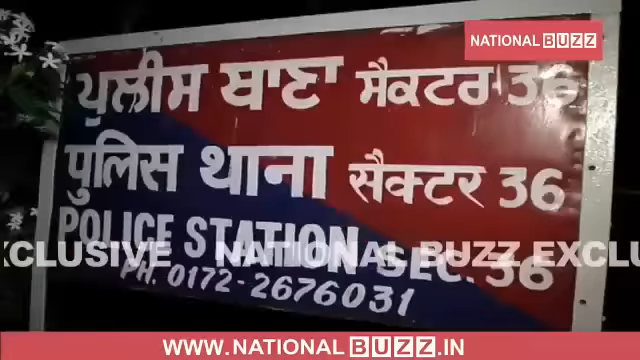 NATIONAL BUZZ
ਪੁਲੀਸ ਥਾਣਾ ਸੈਕਟਰ 36
पुलिस थाना सैक्टर 36
POLICE STATION SEC. 36
XCLUSIVE NATIONAL BUZZ EXCLU
PH. 0172-2676031
WWW.NATIONALBUZZ.IN